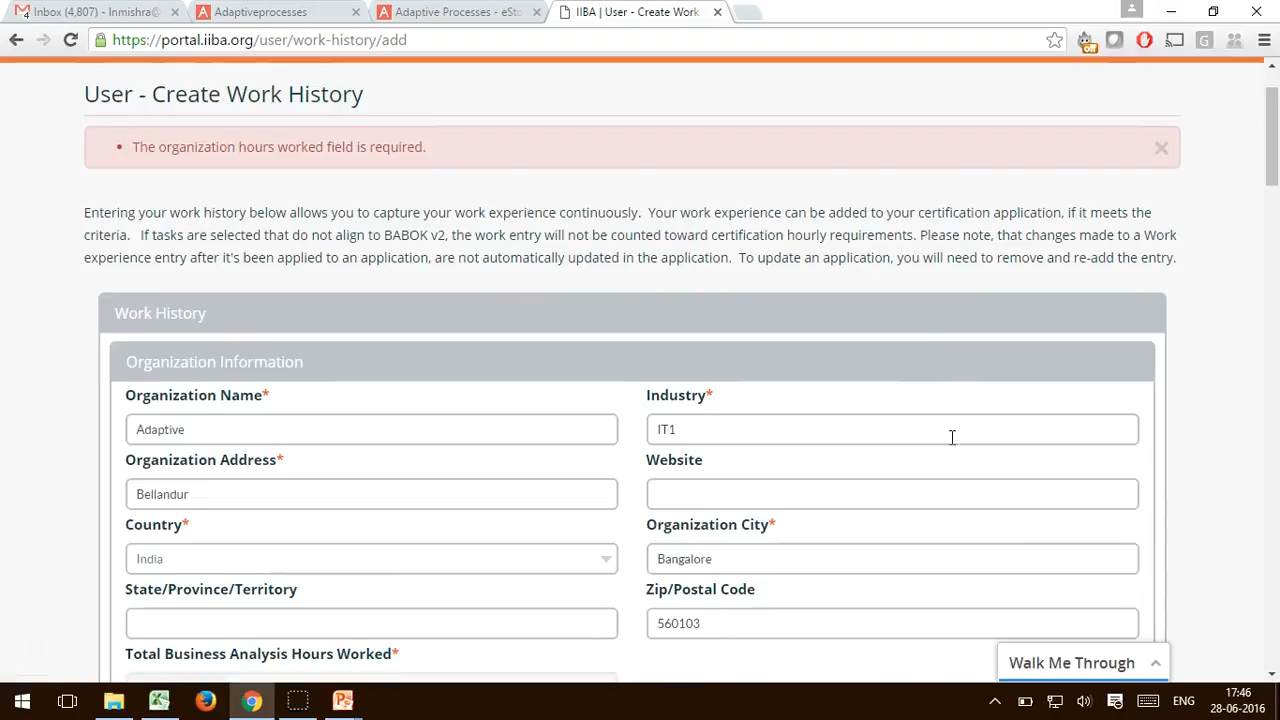 Inbox (4,807) - Inmishra@
Adaptiveprocesses
Adaptive Processes - eSto
IIBA | User - Create Work
https://portal.iiba.org/user/work-history/add
User - Create Work History
The organization hours worked field is required.
Entering your work history below allows you to capture your work experience continuously. Your work experience can be added to your certification application, if it meets the
criteria. If tasks are selected that do not align to BABOK v2, the work entry will not be counted toward certification hourly requirements. Please note, that changes made to a Work
experience entry after it's been applied to an application, are not automatically updated in the application. To update an application, you will need to remove and re-add the entry.
Work History
Organization Information
Organization Name*
Industry*
Adaptive
IT1
Organization Address*
Website
Bellandur
Country*
Organization City*
India
Bangalore
State/Province/Territory
Zip/Postal Code
560103
Total Business Analysis Hours Worked*
Walk Me Through
off
G
ENG
17:46
28-06-2016